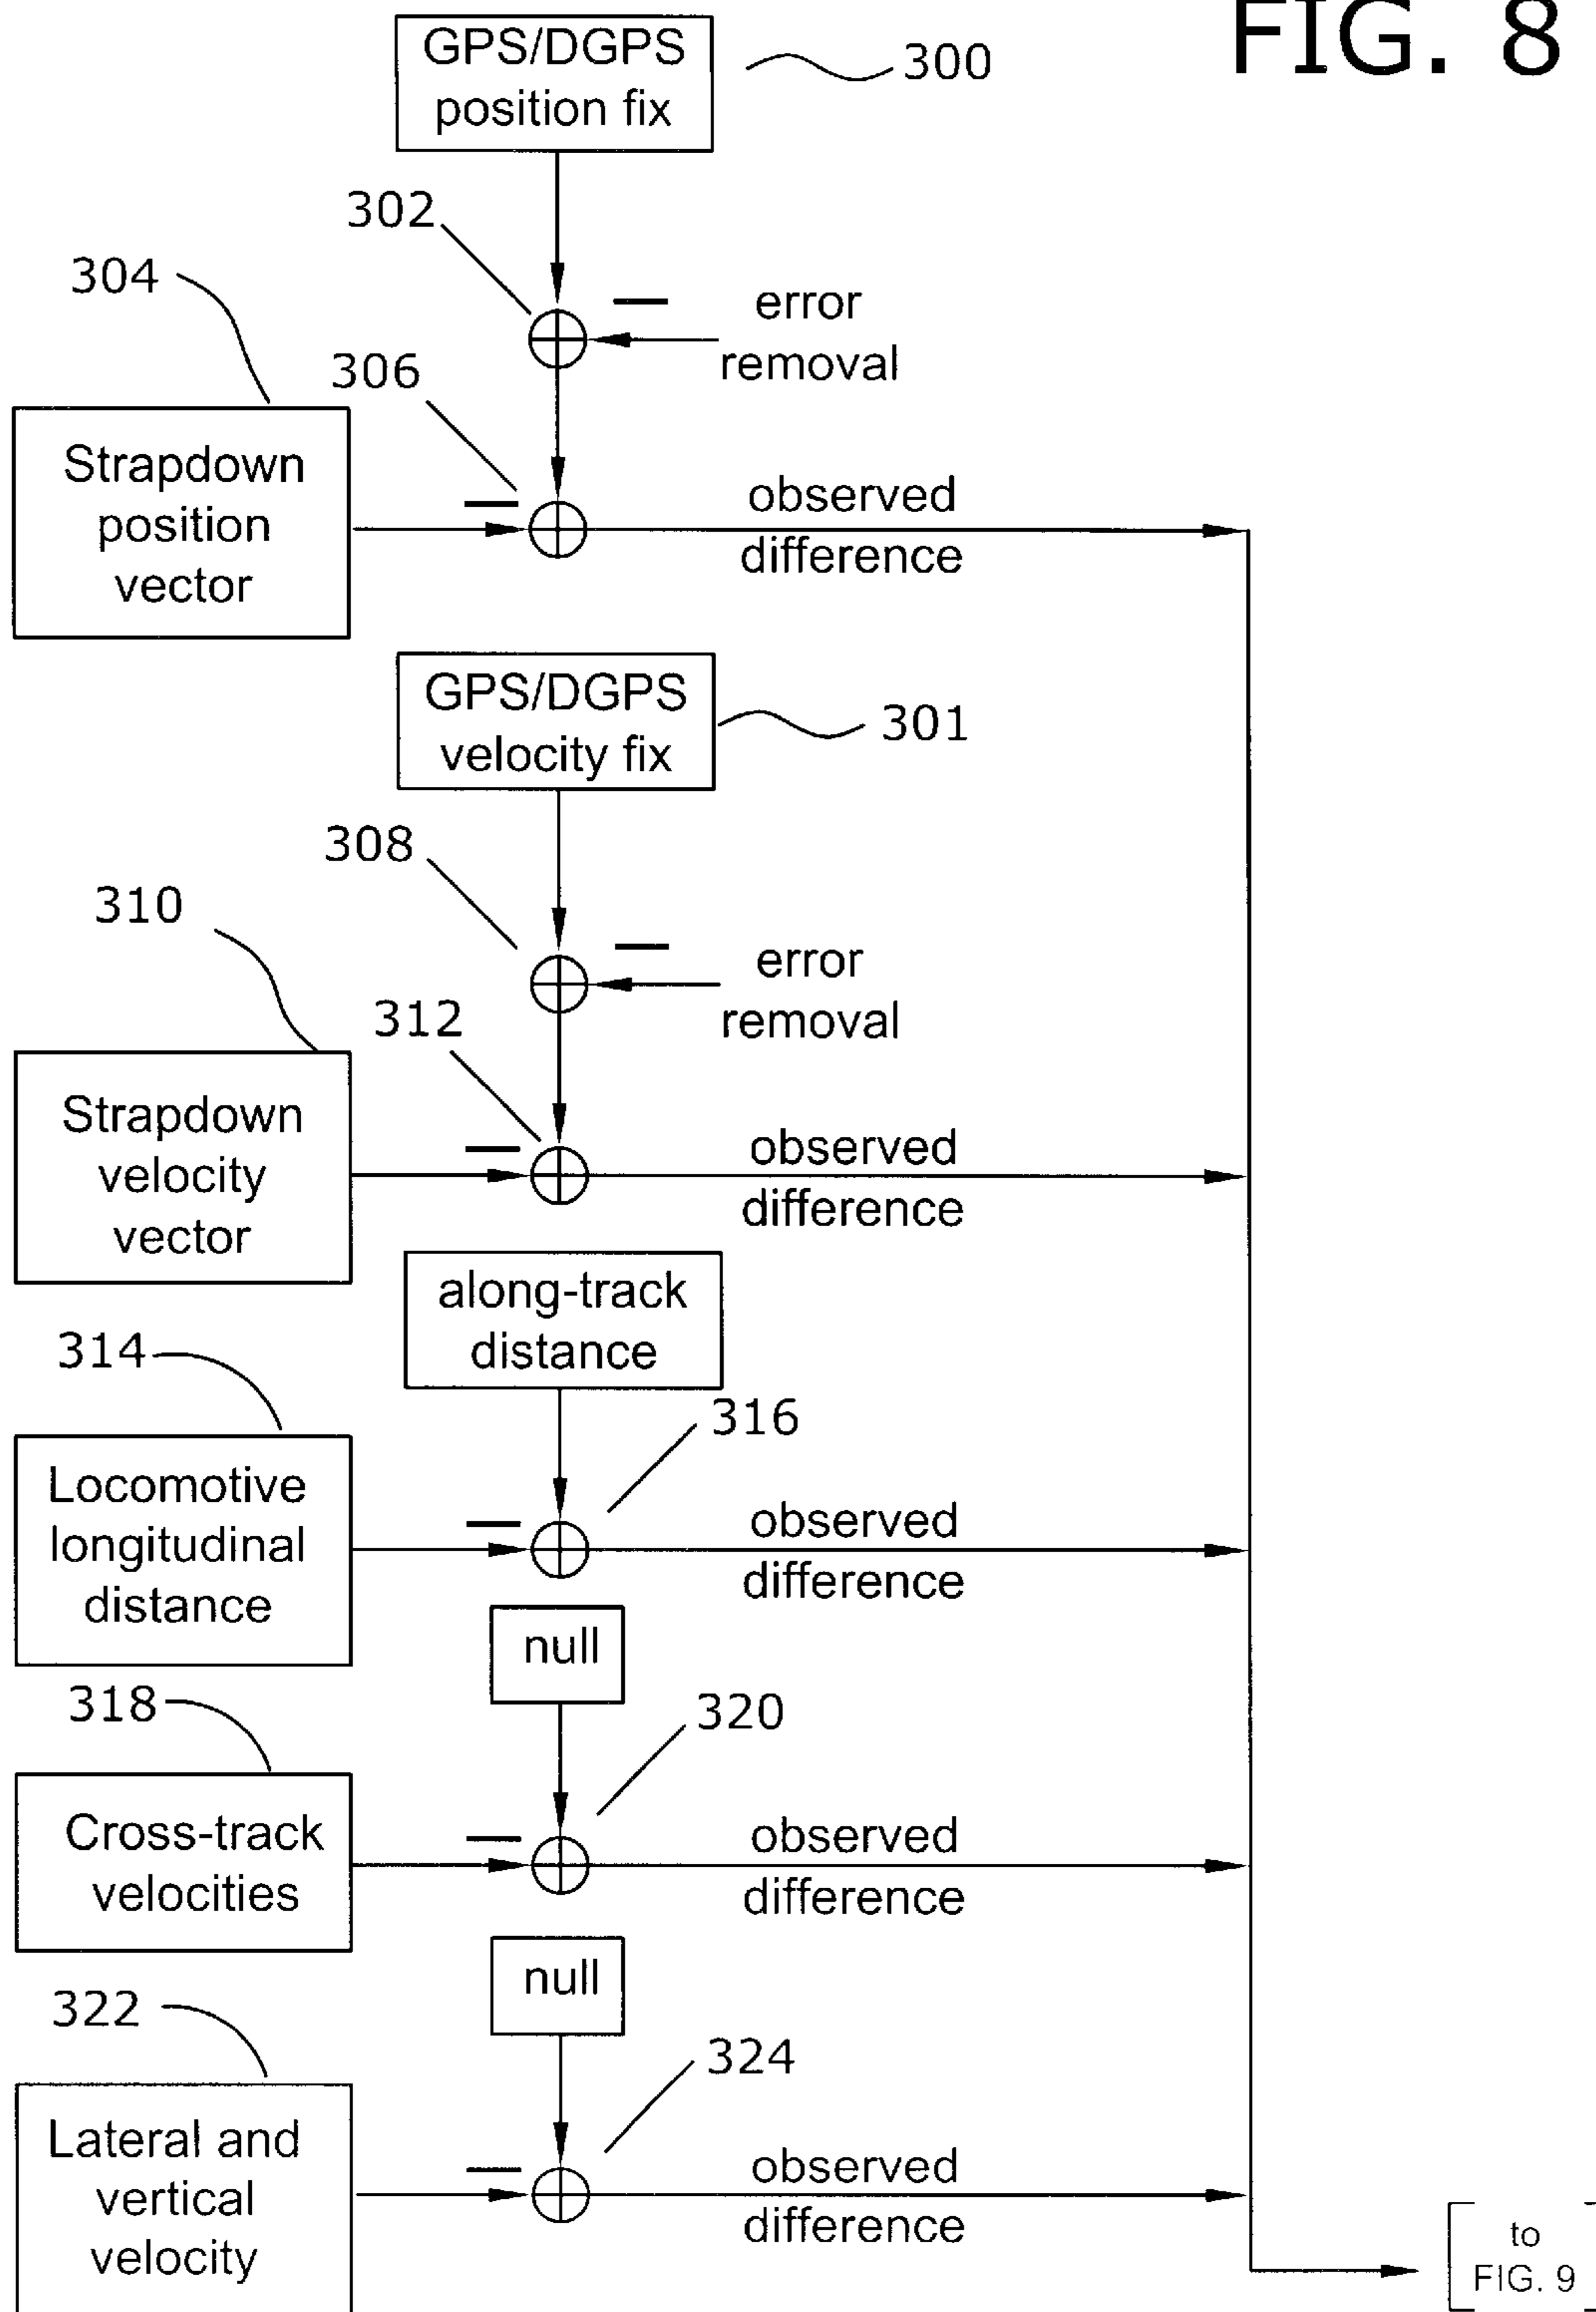 FIG. 8
GPS/DGPS
position fix
300
302
304
error
removal
306
Strapdown
position
vector
observed
difference
GPS/DGPS
velocity fix
301
308
310
error
removal
312
Strapdown
velocity
vector
observed
difference
along-track
distance
314
316
Locomotive
longitudinal
distance
observed
difference
null
318
320
Cross-track
velocities
observed
difference
null
322
324
Lateral and
vertical
velocity
observed
difference
to
FIG. 9